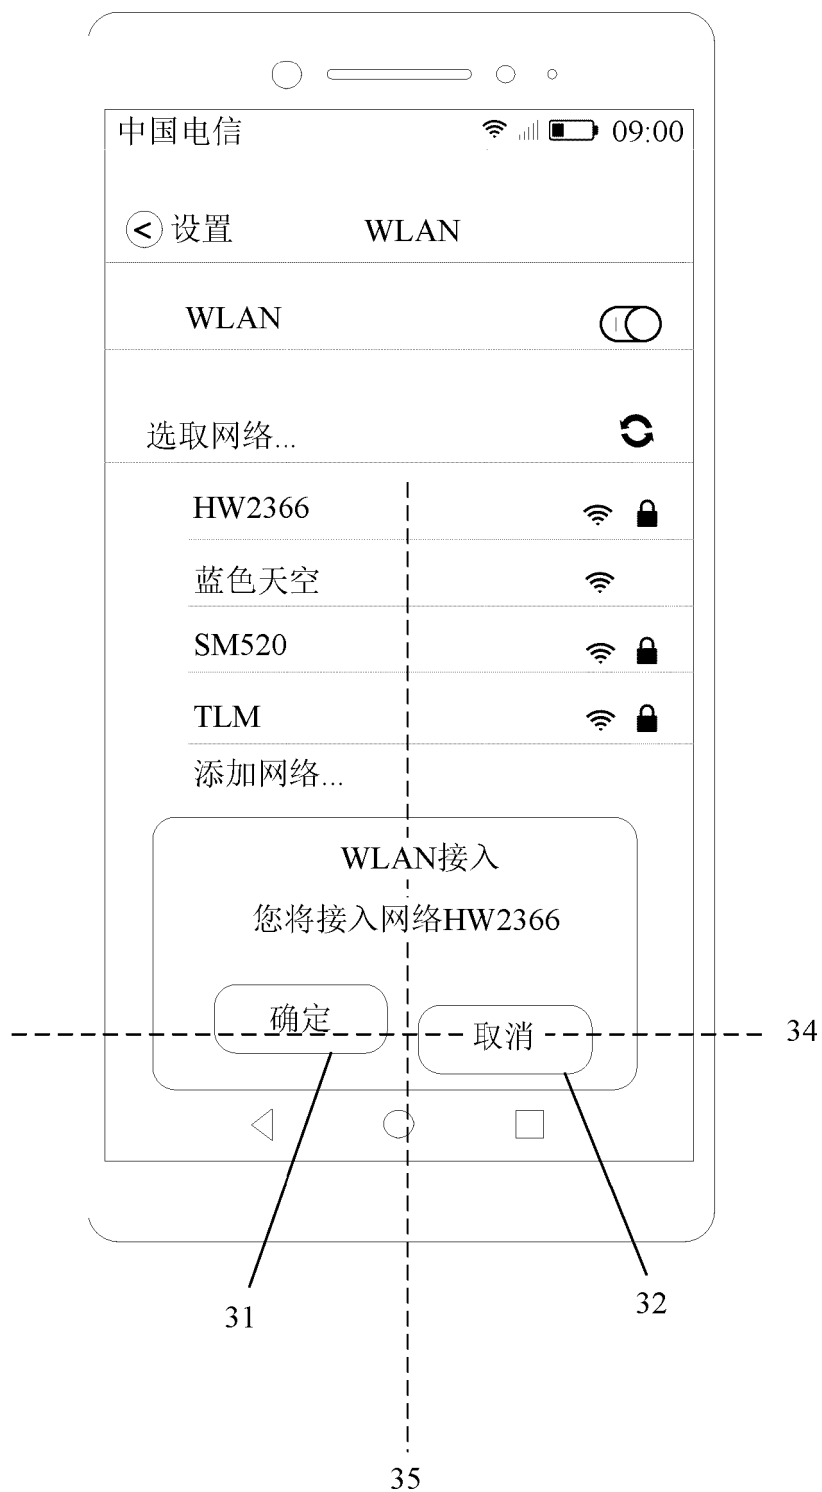 中国电信 09:00
< 设置 WLAN
WLAN
选取网络...
HW2366
蓝色天空
SM520
TLM
添加网络...
WLAN接入
您将接入网络HW2366
确定
取消
34
31
32
35